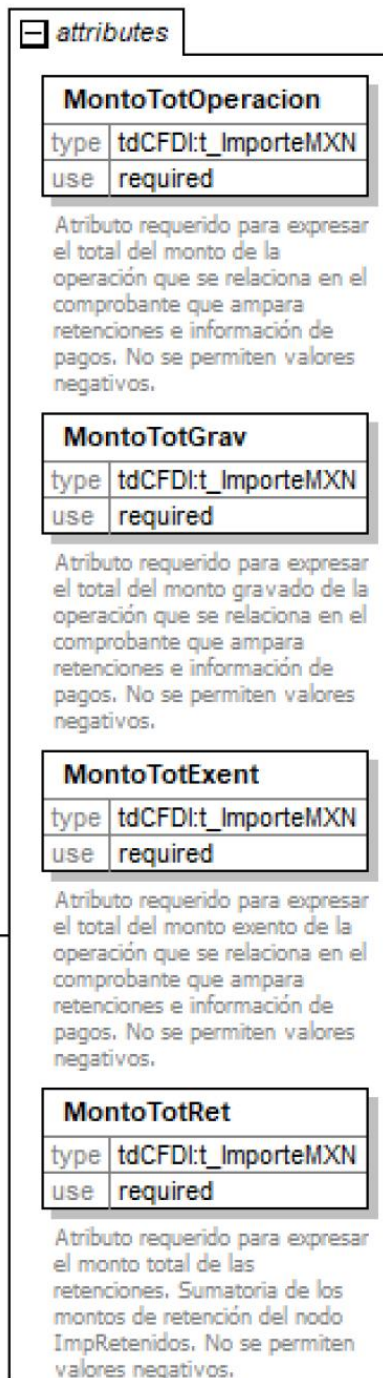 attributes
MontoTotOperacion
type tdCFDI:t_ImporteMXN
use required
Atributo requerido para expresar
el total del monto de la
operación que se relaciona en el
comprobante que ampara
retenciones e información de
pagos. No se permiten valores
negativos.
MontoTotGrav
type tdCFDI:t_ImporteMXN
use required
Atributo requerido para expresar
el total del monto gravado de la
operación que se relaciona en el
comprobante que ampara
retenciones e información de
pagos. No se permiten valores
negativos.
MontoTotExent
type tdCFDI:t_ImporteMXN
use required
Atributo requerido para expresar
el total del monto exento de la
operación que se relaciona en el
comprobante que ampara
retenciones e información de
pagos. No se permiten valores
negativos.
MontoTotRet
type tdCFDI:t_ImporteMXN
use required
Atributo requerido para expresar
el monto total de las
retenciones. Sumatoria de los
montos de retención del nodo
ImpRetenidos. No se permiten
valores negativos.